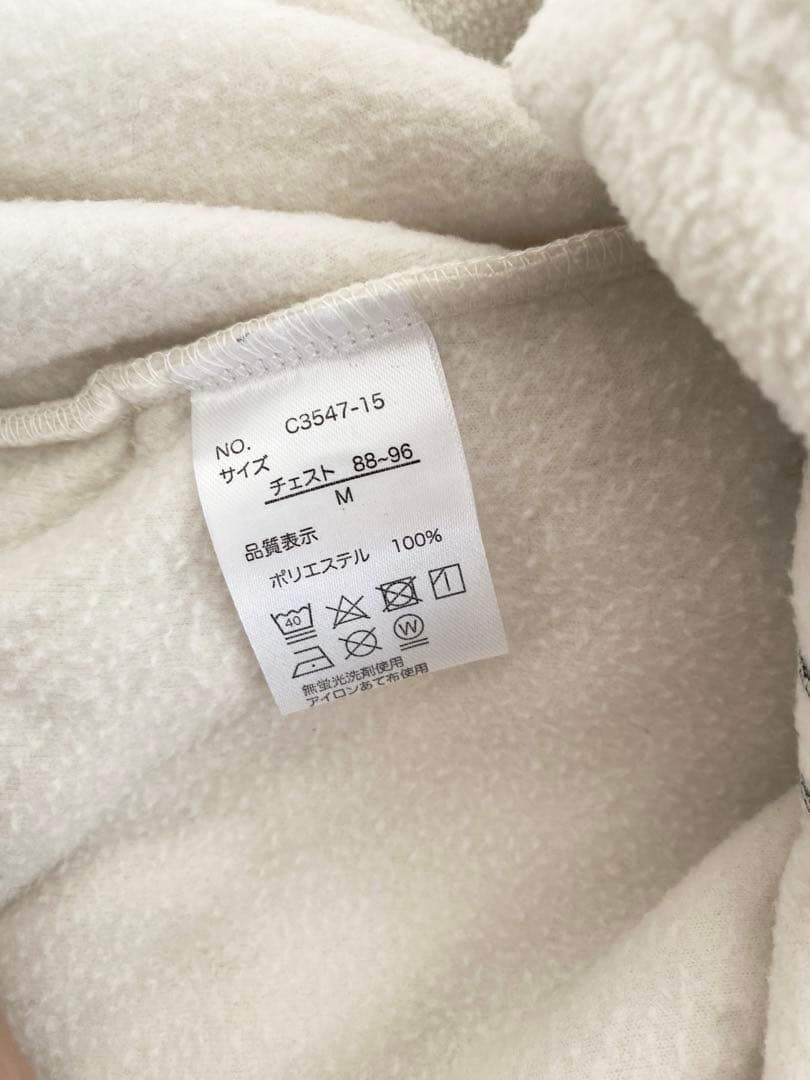 NO. C3547-15
サイズ
チェスト 88~96
M
品質表示
ポリエステル 100%
40
W
無蛍光洗剤使用
アイロンあて布使用